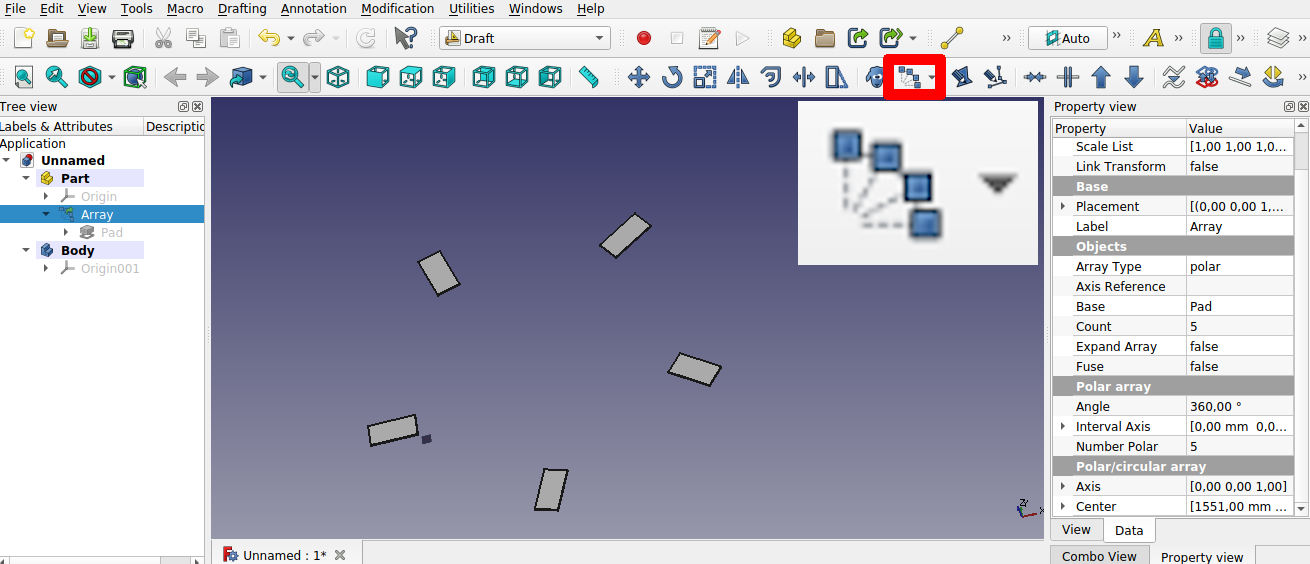 File Edit View Tools Macro Drafting Annotation Modification Utilities Windows Help
Draft
Auto
Tree view
Labels & Attributes Descriptic
Application
Unnamed
Part
Origin
Array
Pad
Body
Origin001
Unnamed : 1*
Property view
Property Value
Scale List [1,00 1,00 1,0...
Link Transform false
Base
Placement [(0,00 0,00 1,...
Label Array
Objects
Array Type polar
Axis Reference
Base Pad
Count 5
Expand Array false
Fuse false
Polar array
Angle 360,00 °
Interval Axis [0,00 mm 0,0...
Number Polar 5
Polar/circular array
Axis [0,00 0,00 1,00]
Center [1551,00 mm ...
View Data
Combo View Property view